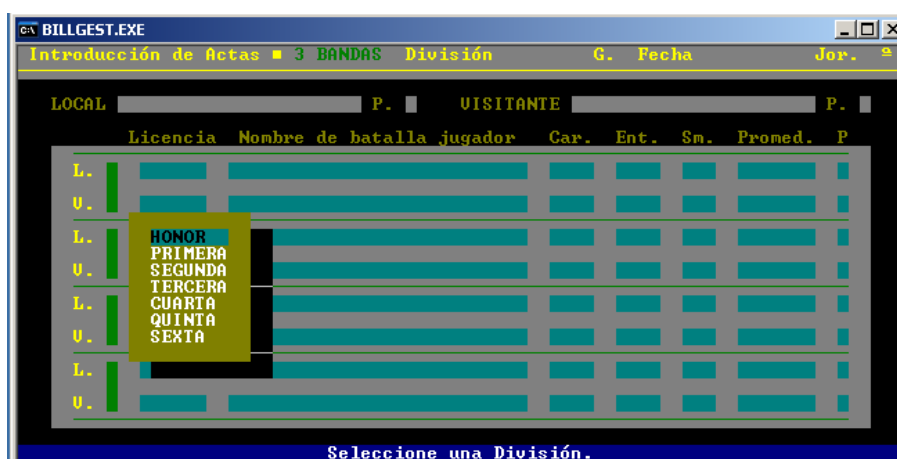 BILLGEST.EXE
Introducción de Actas ■ 3 BANDAS División G. Fecha Jor. ª
LOCAL P. VISITANTE P.
Licencia Nombre de batalla jugador Car. Ent. Sm. Promed. P
L.
V.
L.
V.
L.
V.
L.
V.
HONOR
PRIMERA
SEGUNDA
TERCERA
CUARTA
QUINTA
SEXTA
Seleccione una División.